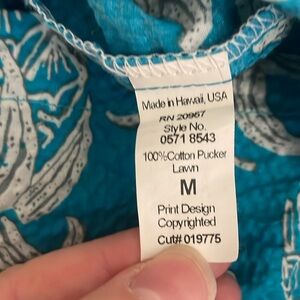 Made in Hawaii, USA
RN 20967
Style No.
0571 8543
100%Cotton Pucker
Lawn
M
Print Design
Copyrighted
Cut# 019775